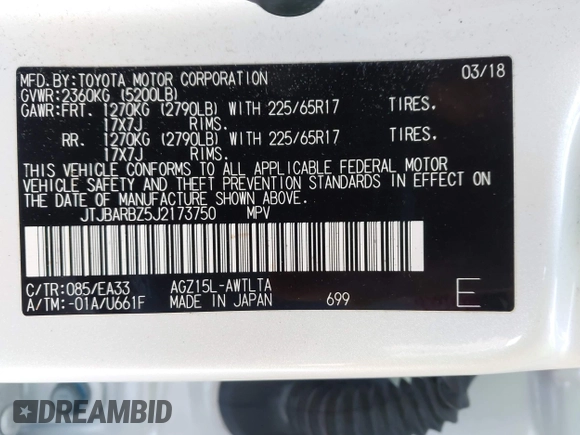 MFD.BY:TOYOTA MOTOR CORPORATION 03/18
GVWR:2360KG (5200LB)
GAWR:FRT. 1270KG (2790LB) WITH 225/65R17 TIRES.
17X7J RIMS.
RR. 1270KG (2790LB) WITH 225/65R17 TIRES.
17X7J RIMS.
THIS VEHICLE CONFORMS TO ALL APPLICABLE FEDERAL MOTOR
VEHICLE SAFETY AND THEFT PREVENTION STANDARDS IN EFFECT ON
THE DATE OF MANUFACTURE SHOWN ABOVE.
JTJBARBZ5J2173750 MPV
C/TR:085/EA33 AGZ15L-AWTLTA
A/TM:-01A/U661F MADE IN JAPAN 699 E
DREAMBID